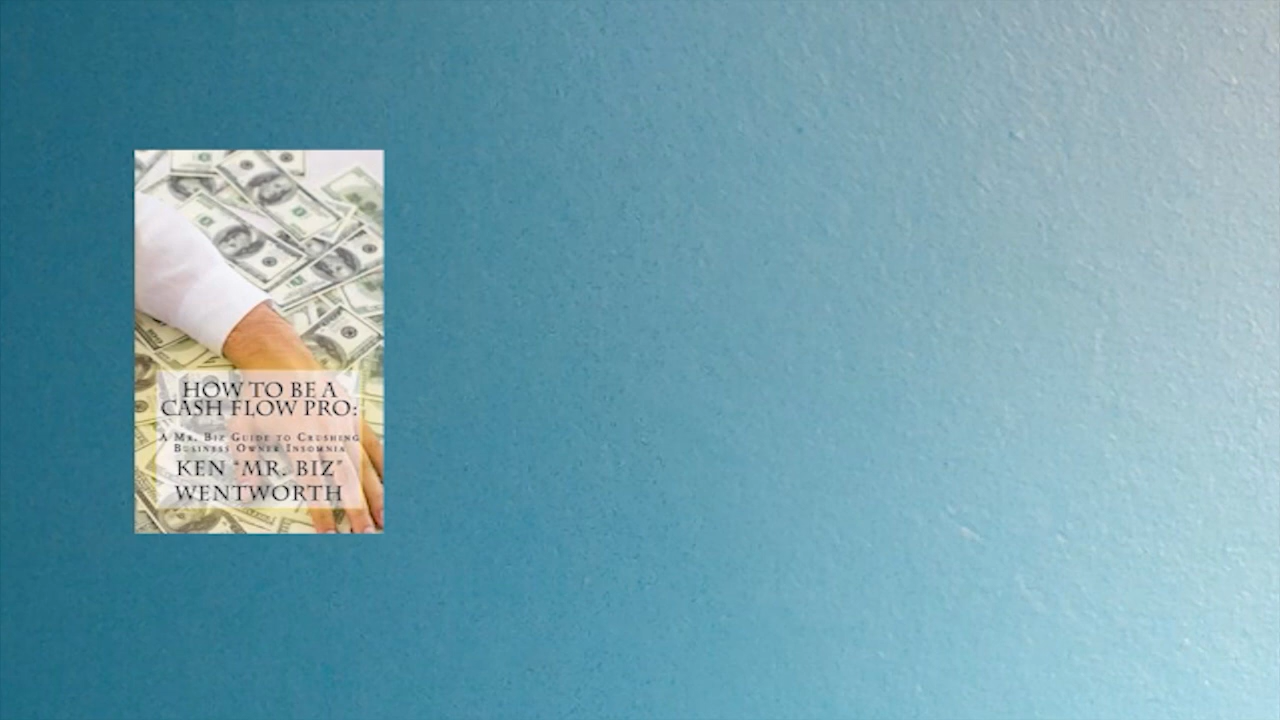 HOW TO BE A
CASH FLOW PRO:
A Mr. Biz Guide to Crushing
Business Owner Insomnia
KEN "MR. BIZ"
WENTWORTH